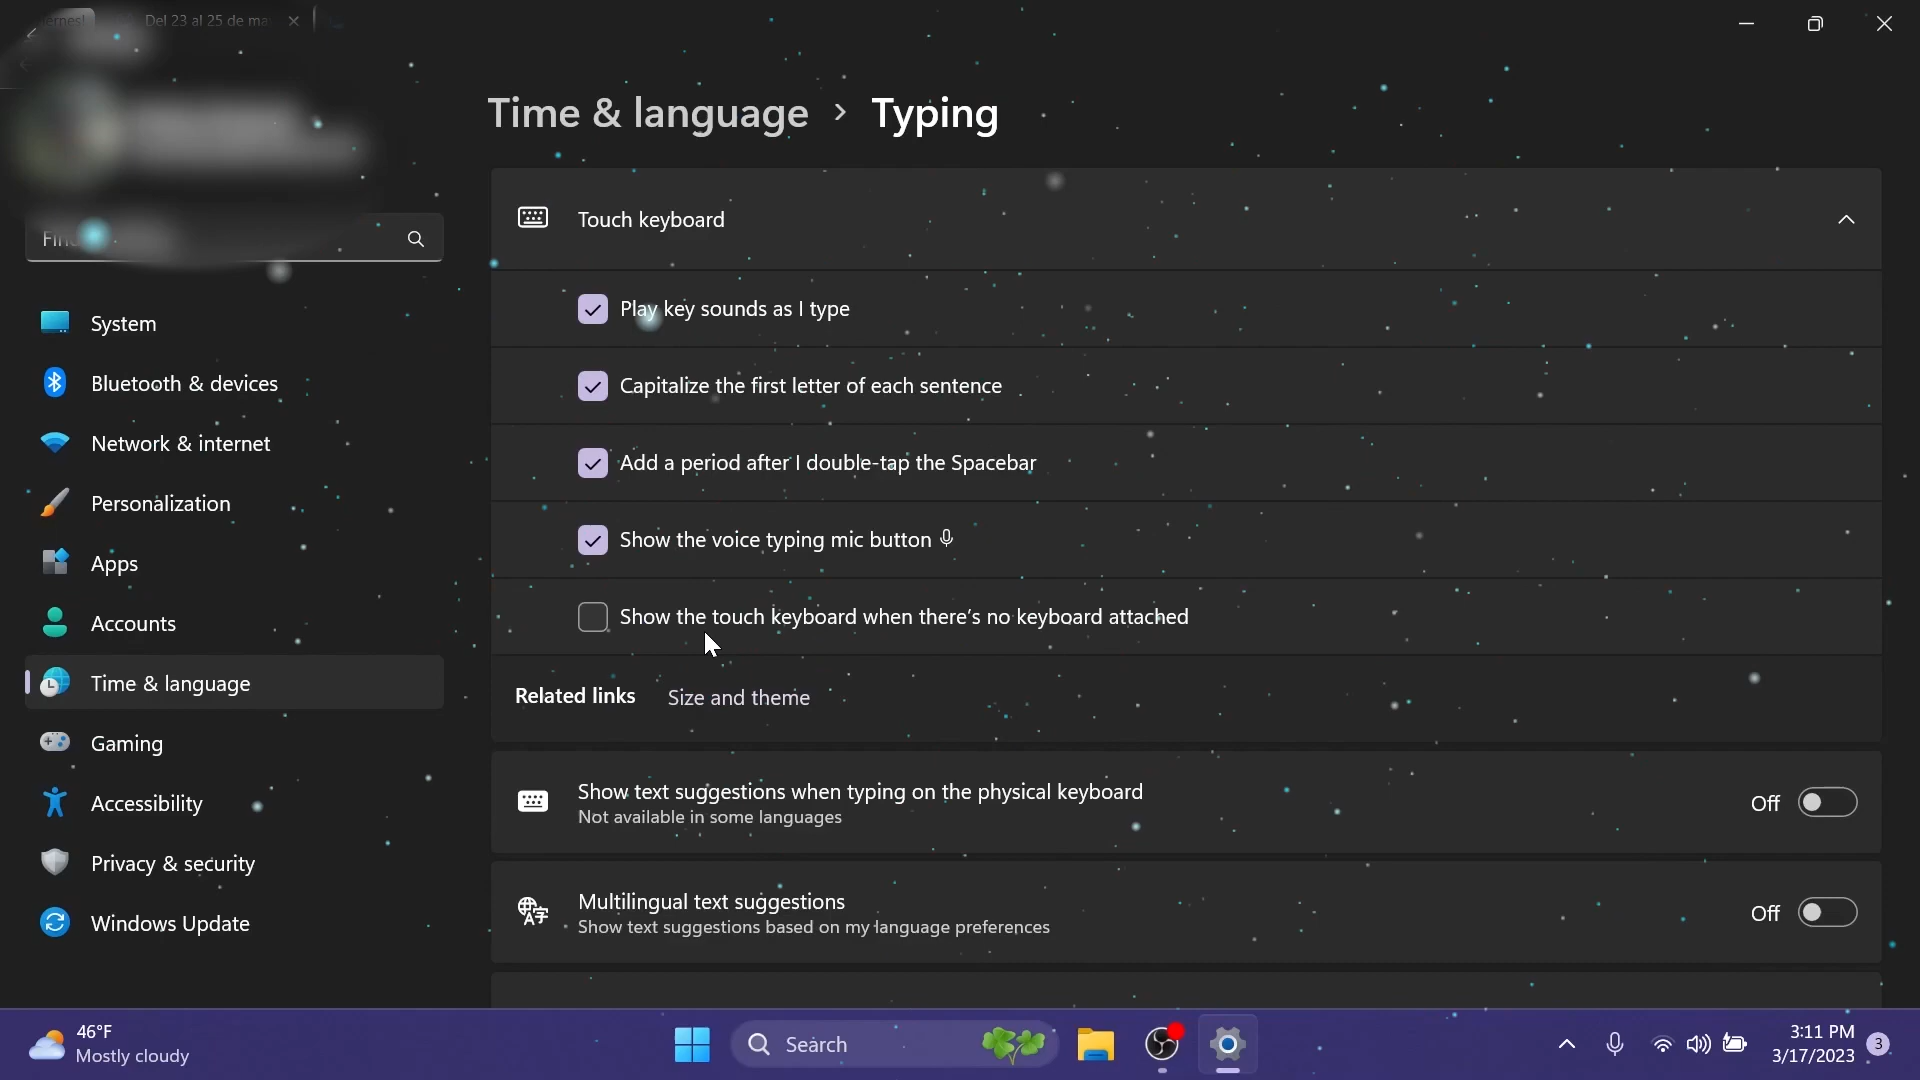 Del 23 al 25 de ma
Time & language > Typing
Touch keyboard
Play key sounds as I type
Capitalize the first letter of each sentence
Add a period after I double-tap the Spacebar
Show the voice typing mic button
Show the touch keyboard when there's no keyboard attached
Related links Size and theme
Show text suggestions when typing on the physical keyboard
Not available in some languages
Off
Multilingual text suggestions
Show text suggestions based on my language preferences
Off
System
Bluetooth & devices
Network & internet
Personalization
Apps
Accounts
Time & language
Gaming
Accessibility
Privacy & security
Windows Update
46°F
Mostly cloudy
Search
3:11 PM
3/17/2023
3